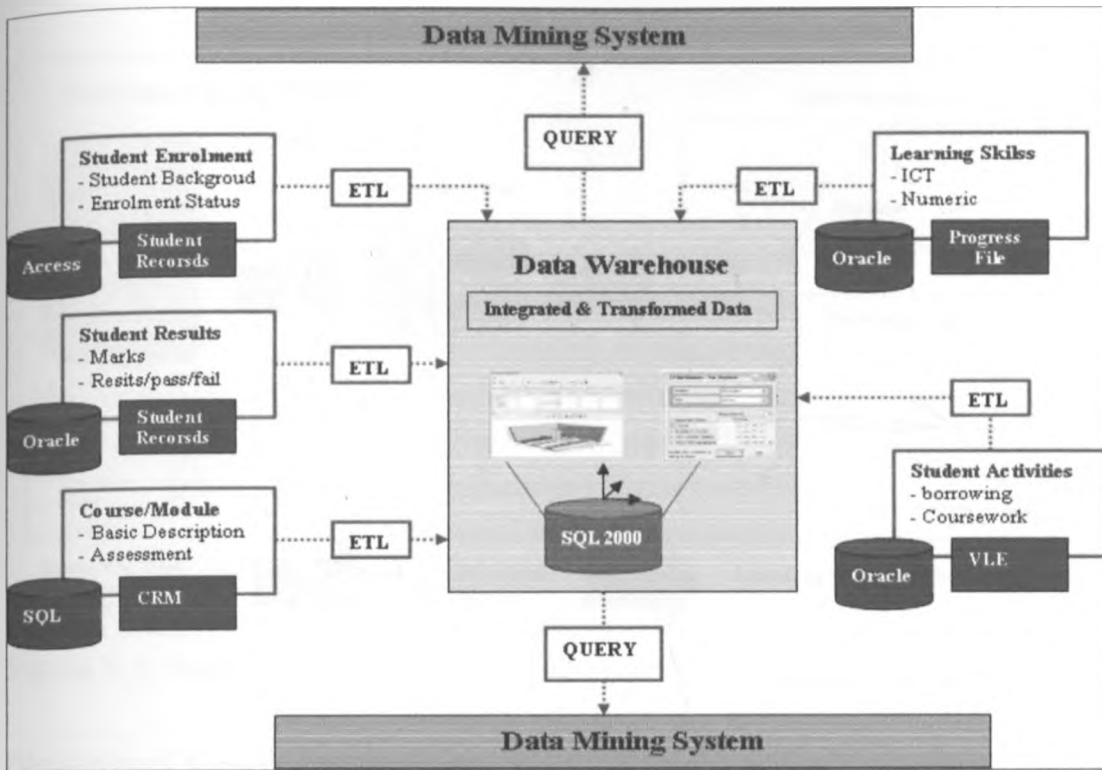 Data Mining System
QUERY
Student Enrolment
- Student Backgroud
- Enrolment Status
Access
Student
Recorsds
ETL
Learning Skilss
- ICT
- Numeric
Oracle
Progress
File
ETL
Data Warehouse
Integrated & Transformed Data
SQL 2000
Student Results
- Marks
- Resits/pass/fail
Oracle
Student
Recorsds
ETL
ETL
Student Activities
- borrowing
- Coursework
Oracle
VLE
Course/Module
- Basic Description
- Assessment
SQL
CRM
ETL
QUERY
Data Mining System